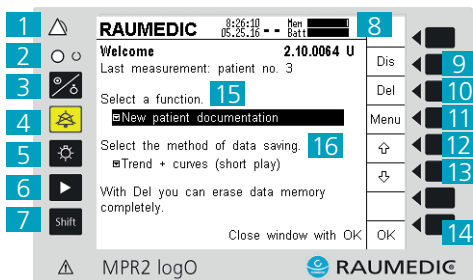 1
2
3
4
5
6
7
Shift
RAUMEDIC 8:26:10 05.25.16 - - Mem Batt 8
Welcome 2.10.0064 U
Last measurement: patient no. 3
Select a function. 15
New patient documentation
Select the method of data saving. 16
Trend + curves (short play)
With Del you can erase data memory
completely.
Close window with OK
Dis
Del
Menu
OK
9
10
11
12
13
14
MPR2 logO RAUMEDIC